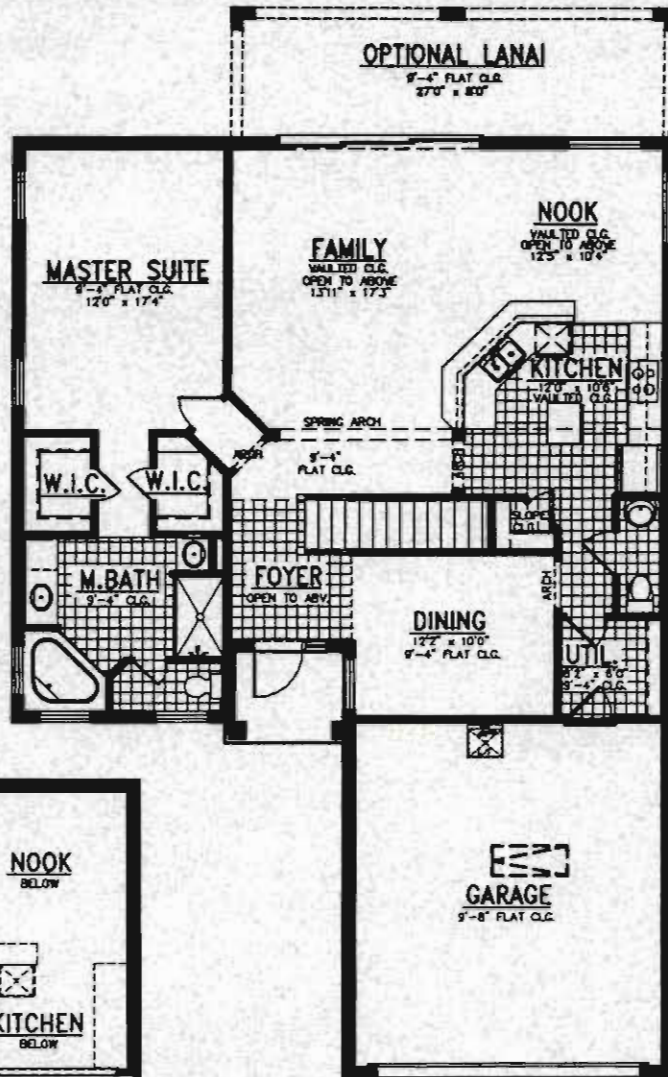 OPTIONAL LANAI
9'-4" FLAT CLG.
27'0" x 8'0"
NOOK
VAULTED CLG.
OPEN TO ABOVE
12'5" x 10'4"
FAMILY
VAULTED CLG.
OPEN TO ABOVE
13'11" x 17'3"
MASTER SUITE
9'-4" FLAT CLG.
12'0" x 17'4"
KITCHEN
12'0" x 10'6"
VAULTED CLG.
SPRING ARCH
ARCH
9'-4"
FLAT CLG.
ARCH
W.I.C.
W.I.C.
SLOPE
CLG.
M.BATH
9'-4" CLG.
FOYER
OPEN TO ABV.
ARCH
DINING
12'2" x 10'0"
9'-4" FLAT CLG.
UTIL.
9'-4" CLG.
NOOK
BELOW
GARAGE
9'-8" FLAT CLG.
KITCHEN
BELOW